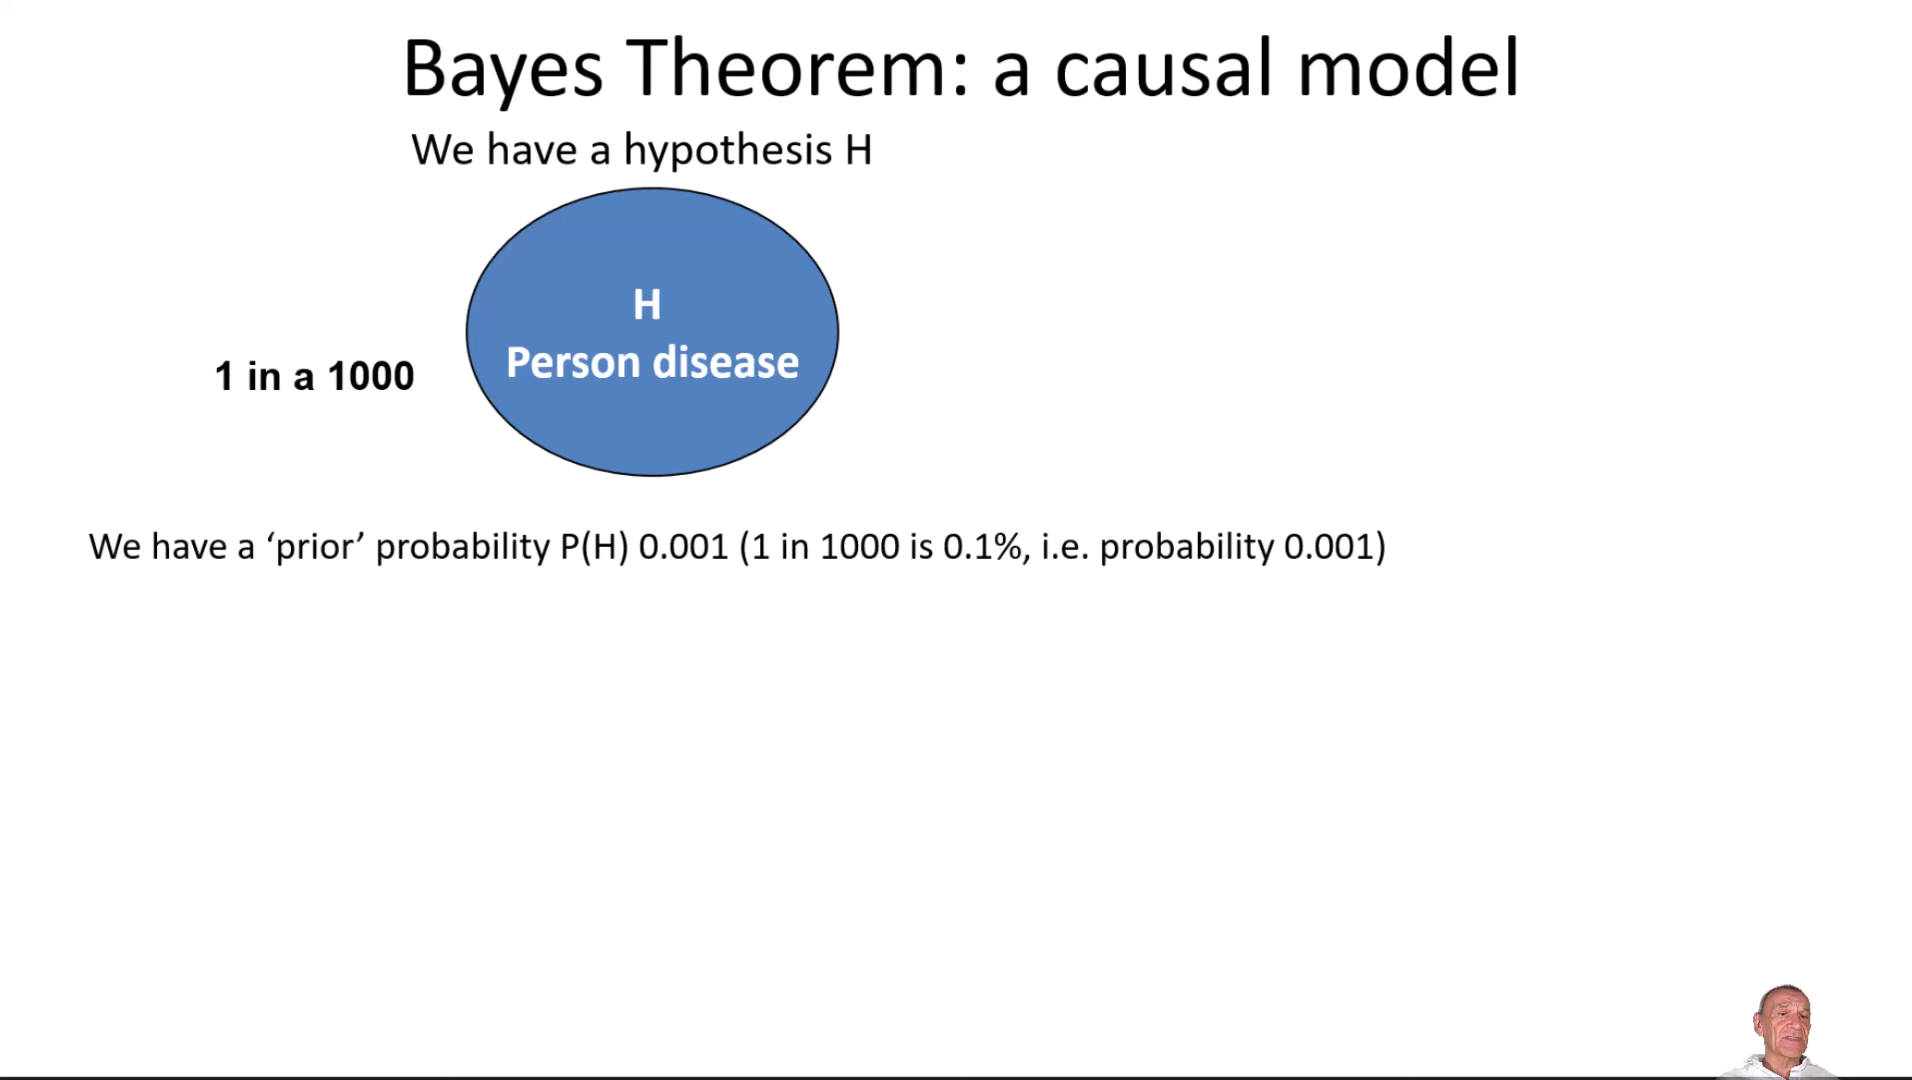 Bayes Theorem: a causal model
We have a hypothesis H
H
Person disease
1 in a 1000
We have a ‘prior’ probability P(H) 0.001 (1 in 1000 is 0.1%, i.e. probability 0.001)